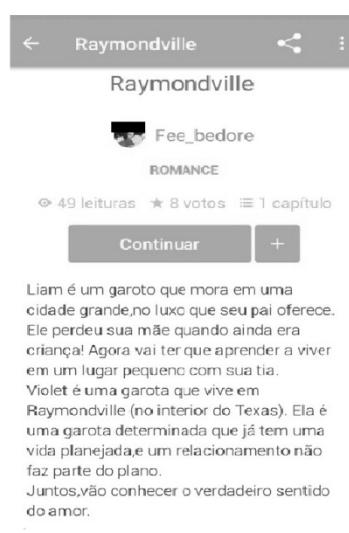 Raymondville
Raymondville
Fee_bedore
ROMANCE
49 leituras 8 votos 1 capítulo
Continuar +
Liam é um garoto que mora em uma
cidade grande,no luxo que seu pai oferece.
Ele perdeu sua mãe quando ainda era
criança! Agora vai ter que aprender a viver
em um lugar pequeno com sua tia.
Violet é uma garota que vive em
Raymondville (no interior do Texas). Ela é
uma garota determinada que já tem uma
vida planejada,e um relacionamento não
faz parte do plano.
Juntos,vão conhecer o verdadeiro sentido
do amor.